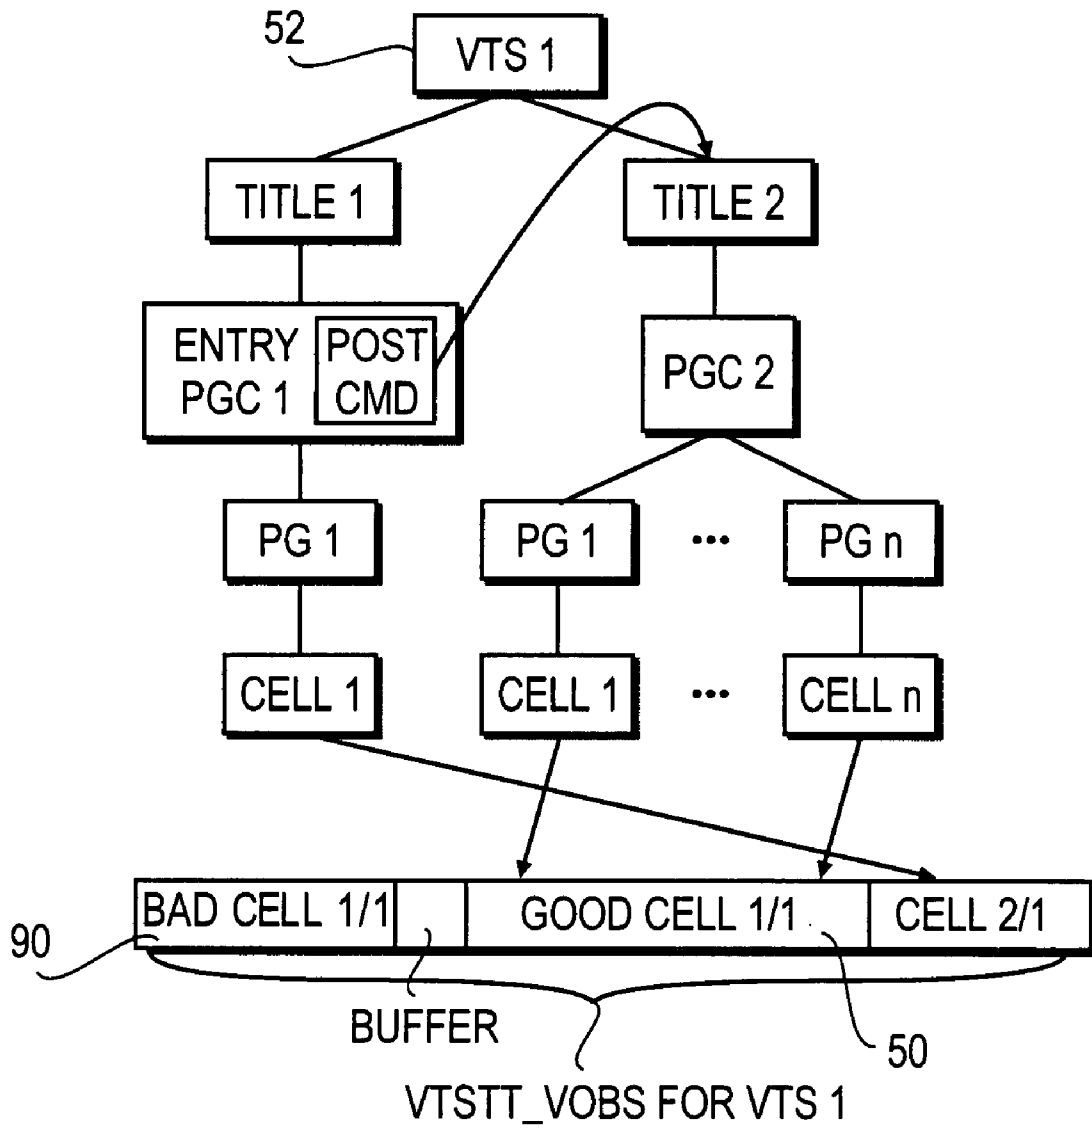 52
VTS 1
TITLE 1
TITLE 2
ENTRY
PGC 1
POST
CMD
PGC 2
PG 1
PG 1
...
PG n
CELL 1
CELL 1
...
CELL n
BAD CELL 1/1
GOOD CELL 1/1
CELL 2/1
90
BUFFER
50
VTSTT_VOBS FOR VTS 1